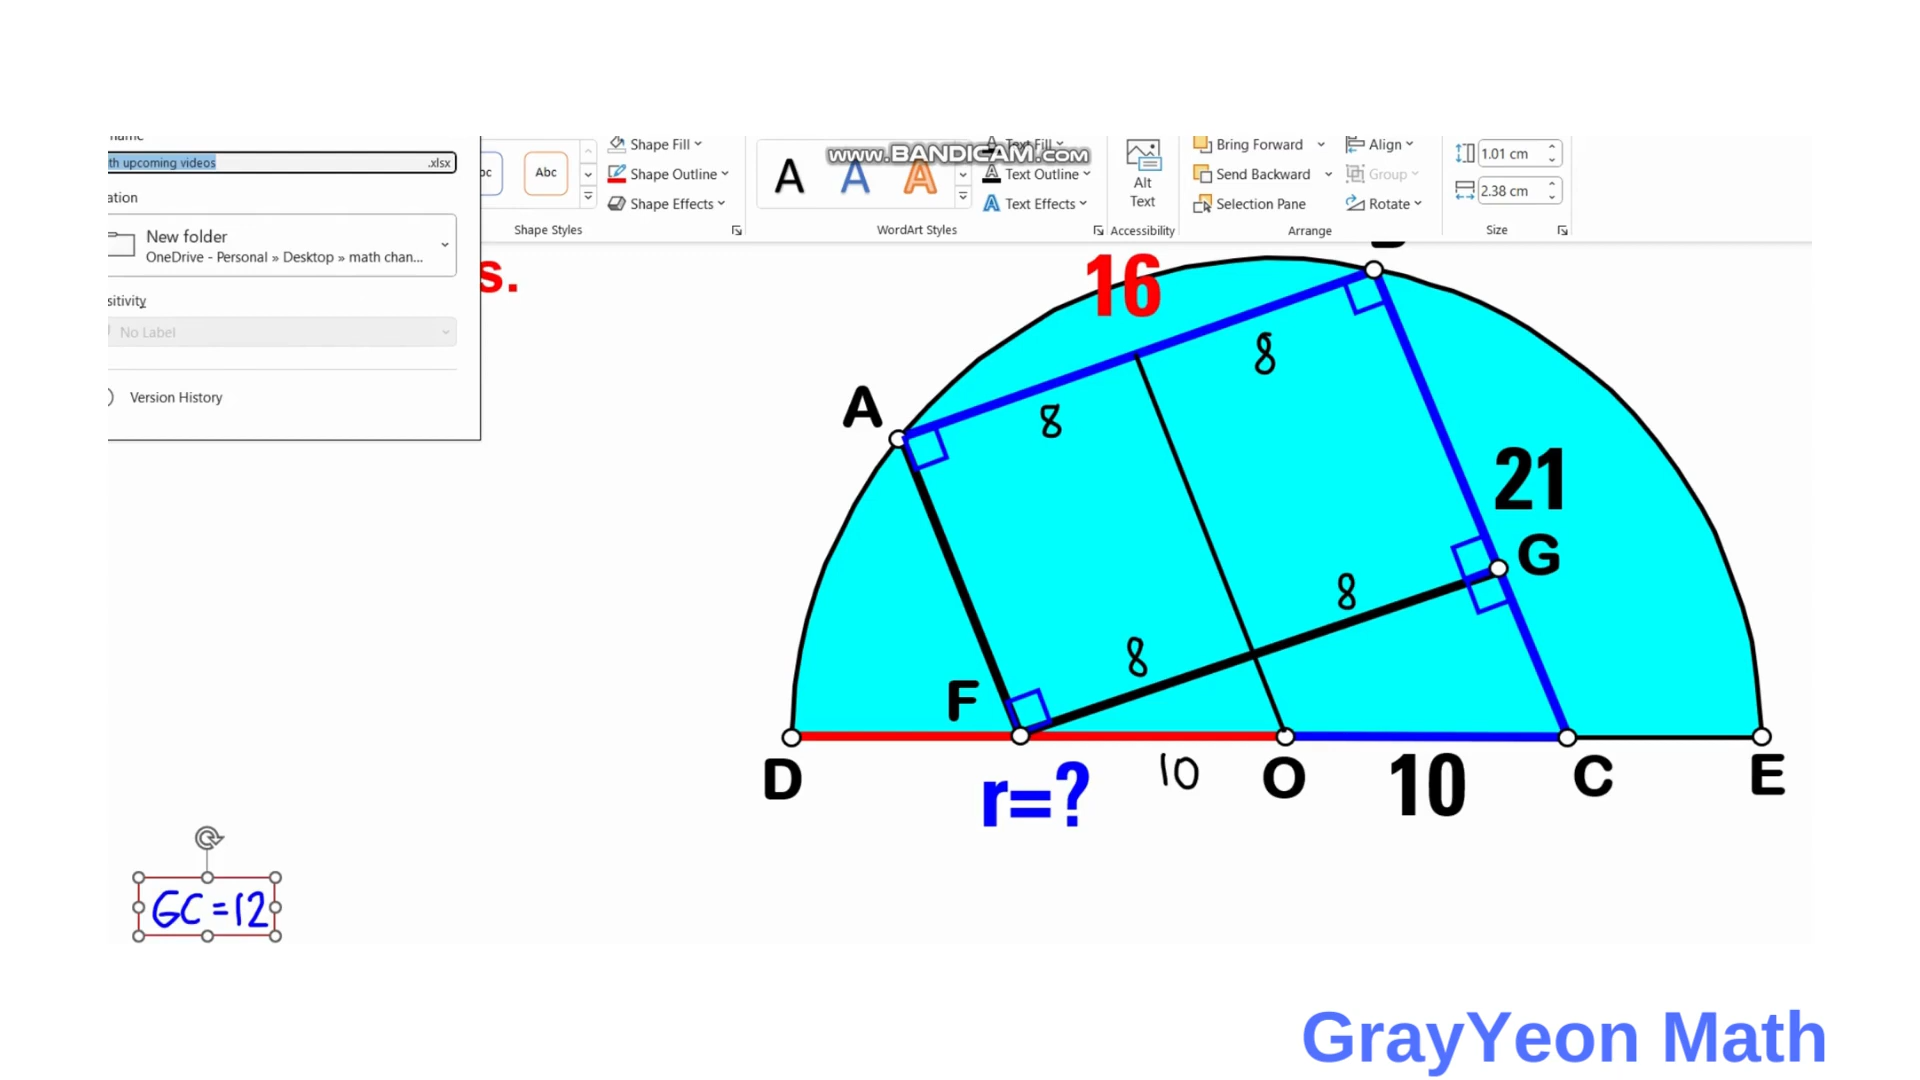 th upcoming videos .xlsx
ation
New folder
OneDrive - Personal » Desktop » math chan...
No Label
Version History
Abc
Shape Fill
Shape Outline
Shape Effects
Shape Styles
A A A
Text Fill
Text Outline
Text Effects
WordArt Styles
www.BANDICAM.com
Alt
Text
Accessibility
Bring Forward
Send Backward
Selection Pane
Align
Group
Rotate
Arrange
1.01 cm
2.38 cm
Size
s.
16
8
A
8
21
G
8
8
F
D
r=?
10
O
10
C
E
GC=12
GrayYeon Math